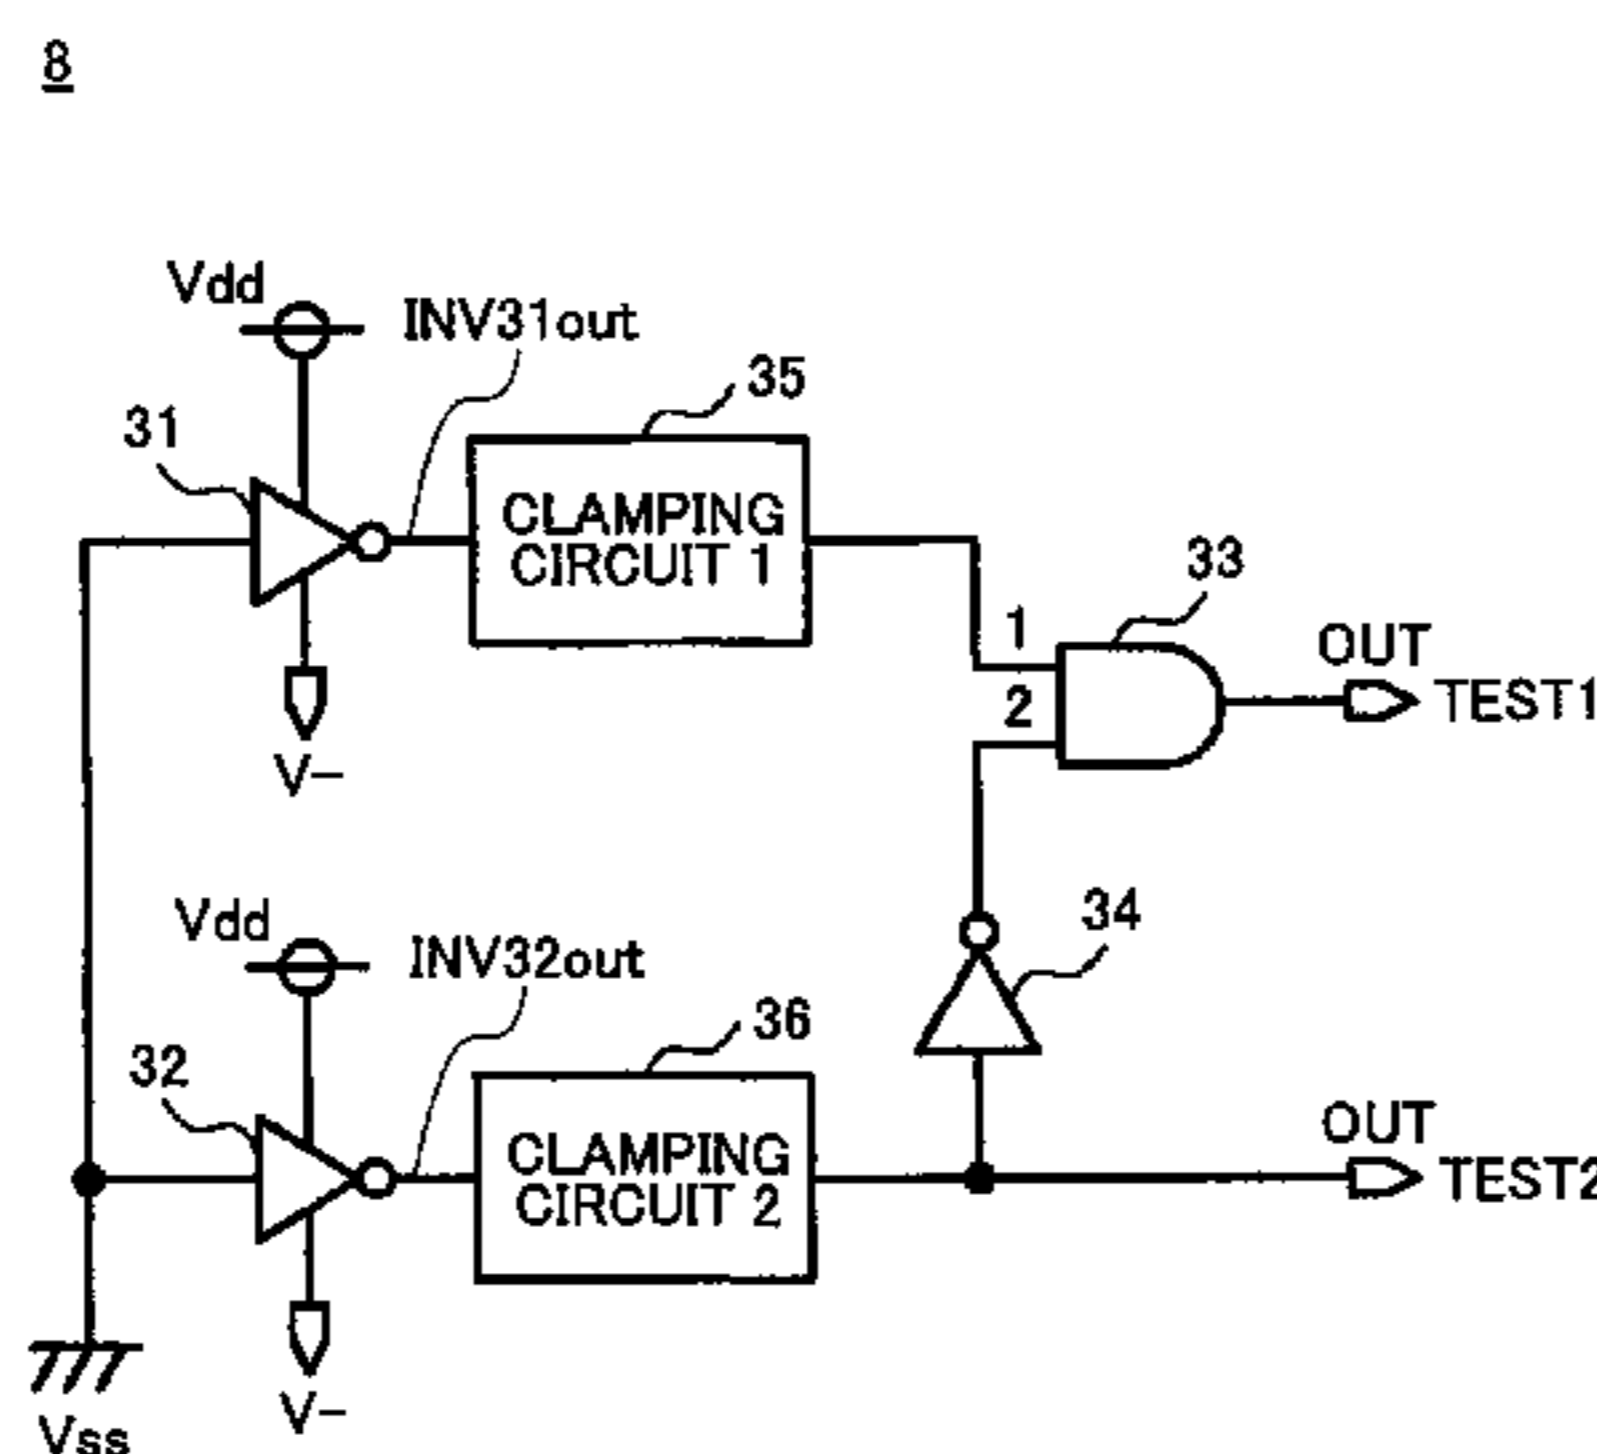 8
Vdd
INV31out
35
31
CLAMPING
CIRCUIT 1
33
1
OUT
2
TEST1
V-
34
Vdd
INV32out
36
32
CLAMPING
CIRCUIT 2
OUT
TEST2
V-
Vss